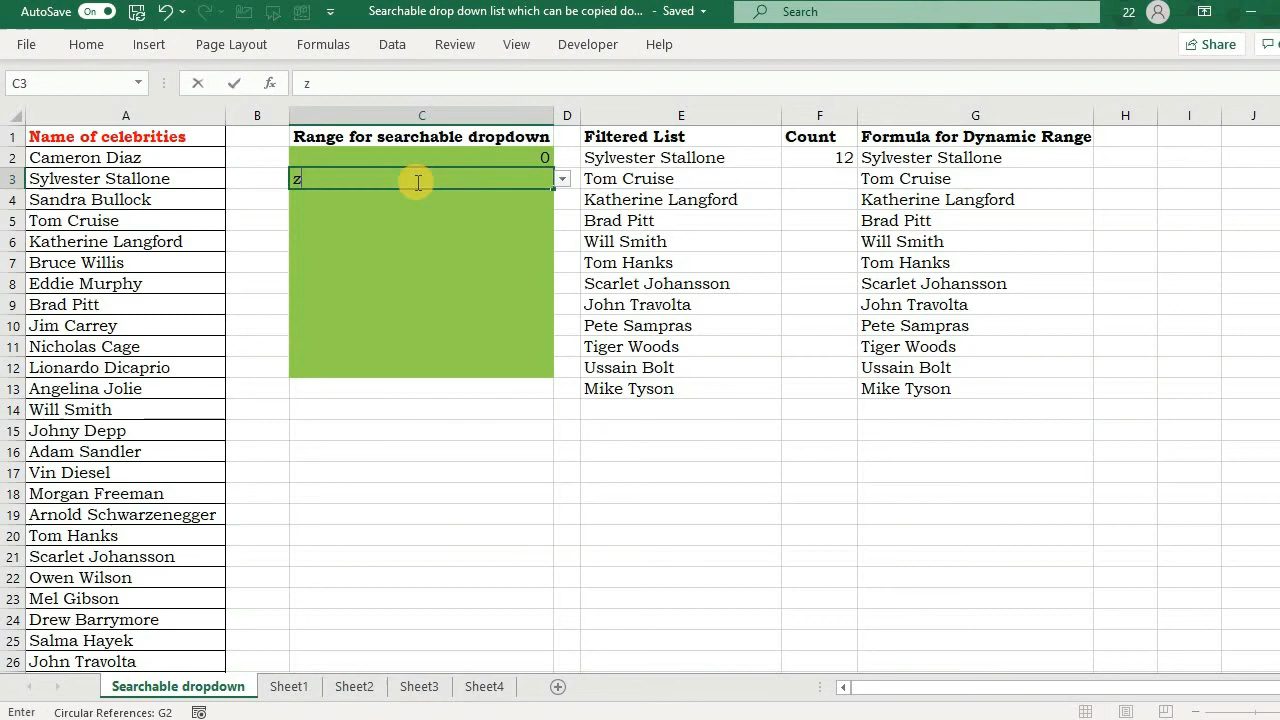 AutoSave On Searchable drop down list which can be copied do... - Saved Search 22
File Home Insert Page Layout Formulas Data Review View Developer Help Share
C3 fx z
A B C D E F G H I J
1 Name of celebrities Range for searchable dropdown Filtered List Count Formula for Dynamic Range
2 Cameron Diaz 0 Sylvester Stallone 12 Sylvester Stallone
3 Sylvester Stallone z Tom Cruise Tom Cruise
4 Sandra Bullock Katherine Langford Katherine Langford
5 Tom Cruise Brad Pitt Brad Pitt
6 Katherine Langford Will Smith Will Smith
7 Bruce Willis Tom Hanks Tom Hanks
8 Eddie Murphy Scarlet Johansson Scarlet Johansson
9 Brad Pitt John Travolta John Travolta
10 Jim Carrey Pete Sampras Pete Sampras
11 Nicholas Cage Tiger Woods Tiger Woods
12 Lionardo Dicaprio Ussain Bolt Ussain Bolt
13 Angelina Jolie Mike Tyson Mike Tyson
14 Will Smith
15 Johny Depp
16 Adam Sandler
17 Vin Diesel
18 Morgan Freeman
19 Arnold Schwarzenegger
20 Tom Hanks
21 Scarlet Johansson
22 Owen Wilson
23 Mel Gibson
24 Drew Barrymore
25 Salma Hayek
26 John Travolta
Searchable dropdown Sheet1 Sheet2 Sheet3 Sheet4
Enter Circular References: G2